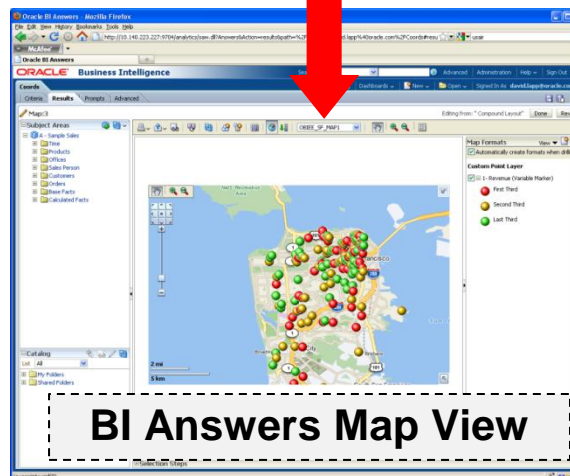 Oracle BI Answers - Mozilla Firefox
File Edit View History Bookmarks Tools Help
McAfee
Oracle BI Answers
ORACLE Business Intelligence
Advanced Administration Help Sign Out
Coords
Dashboards New Open Signed In As
Criteria Results Prompts Advanced
Map:3
Editing from: "Compound Layout" Done
Subject Areas
A - Sample Sales
Time
Products
Offices
Sales Person
Customers
Orders
Base Facts
Calculated Facts
OBIEE_SF_MAP1
Map Formats View
Automatically create formats when
Custom Point Layer
1- Revenue (Variable Marker)
First Third
Second Third
Last Third
2 mi
5 km
Catalog
List All
My Folders
Shared Folders
BI Answers Map View
Selection Steps